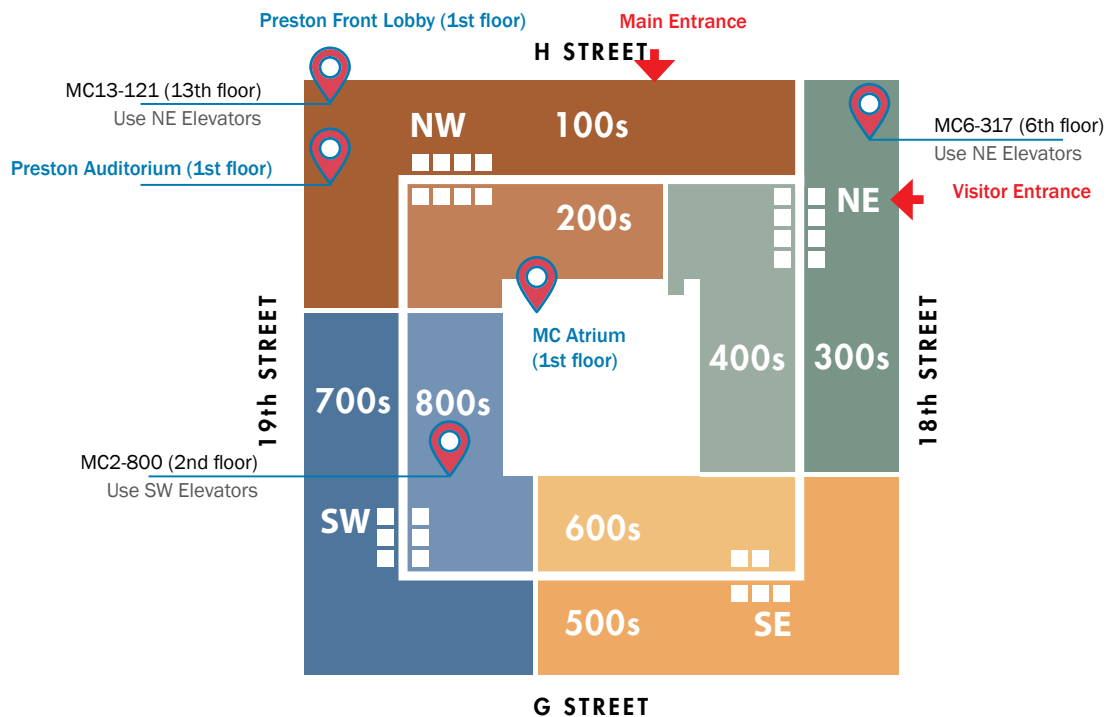 Preston Front Lobby (1st floor)
Main Entrance
H STREET
MC13-121 (13th floor)
Use NE Elevators
NW
100s
MC6-317 (6th floor)
Use NE Elevators
Preston Auditorium (1st floor)
200s
NE
Visitor Entrance
MC Atrium
(1st floor)
19th STREET
18th STREET
400s
300s
700s
800s
MC2-800 (2nd floor)
Use SW Elevators
SW
600s
500s
SE
G STREET